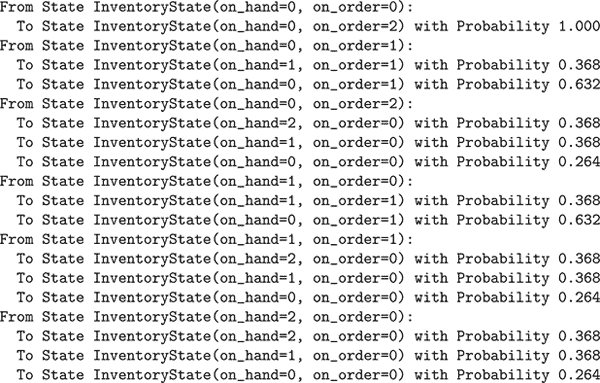 From State InventoryState(on_hand=0, on_order=0):
  To State InventoryState(on_hand=0, on_order=2) with Probability 1.000
From State InventoryState(on_hand=0, on_order=1):
  To State InventoryState(on_hand=1, on_order=1) with Probability 0.368
  To State InventoryState(on_hand=0, on_order=1) with Probability 0.632
From State InventoryState(on_hand=0, on_order=2):
  To State InventoryState(on_hand=2, on_order=0) with Probability 0.368
  To State InventoryState(on_hand=1, on_order=0) with Probability 0.368
  To State InventoryState(on_hand=0, on_order=0) with Probability 0.264
From State InventoryState(on_hand=1, on_order=0):
  To State InventoryState(on_hand=1, on_order=1) with Probability 0.368
  To State InventoryState(on_hand=0, on_order=1) with Probability 0.632
From State InventoryState(on_hand=1, on_order=1):
  To State InventoryState(on_hand=2, on_order=0) with Probability 0.368
  To State InventoryState(on_hand=1, on_order=0) with Probability 0.368
  To State InventoryState(on_hand=0, on_order=0) with Probability 0.264
From State InventoryState(on_hand=2, on_order=0):
  To State InventoryState(on_hand=2, on_order=0) with Probability 0.368
  To State InventoryState(on_hand=1, on_order=0) with Probability 0.368
  To State InventoryState(on_hand=0, on_order=0) with Probability 0.264